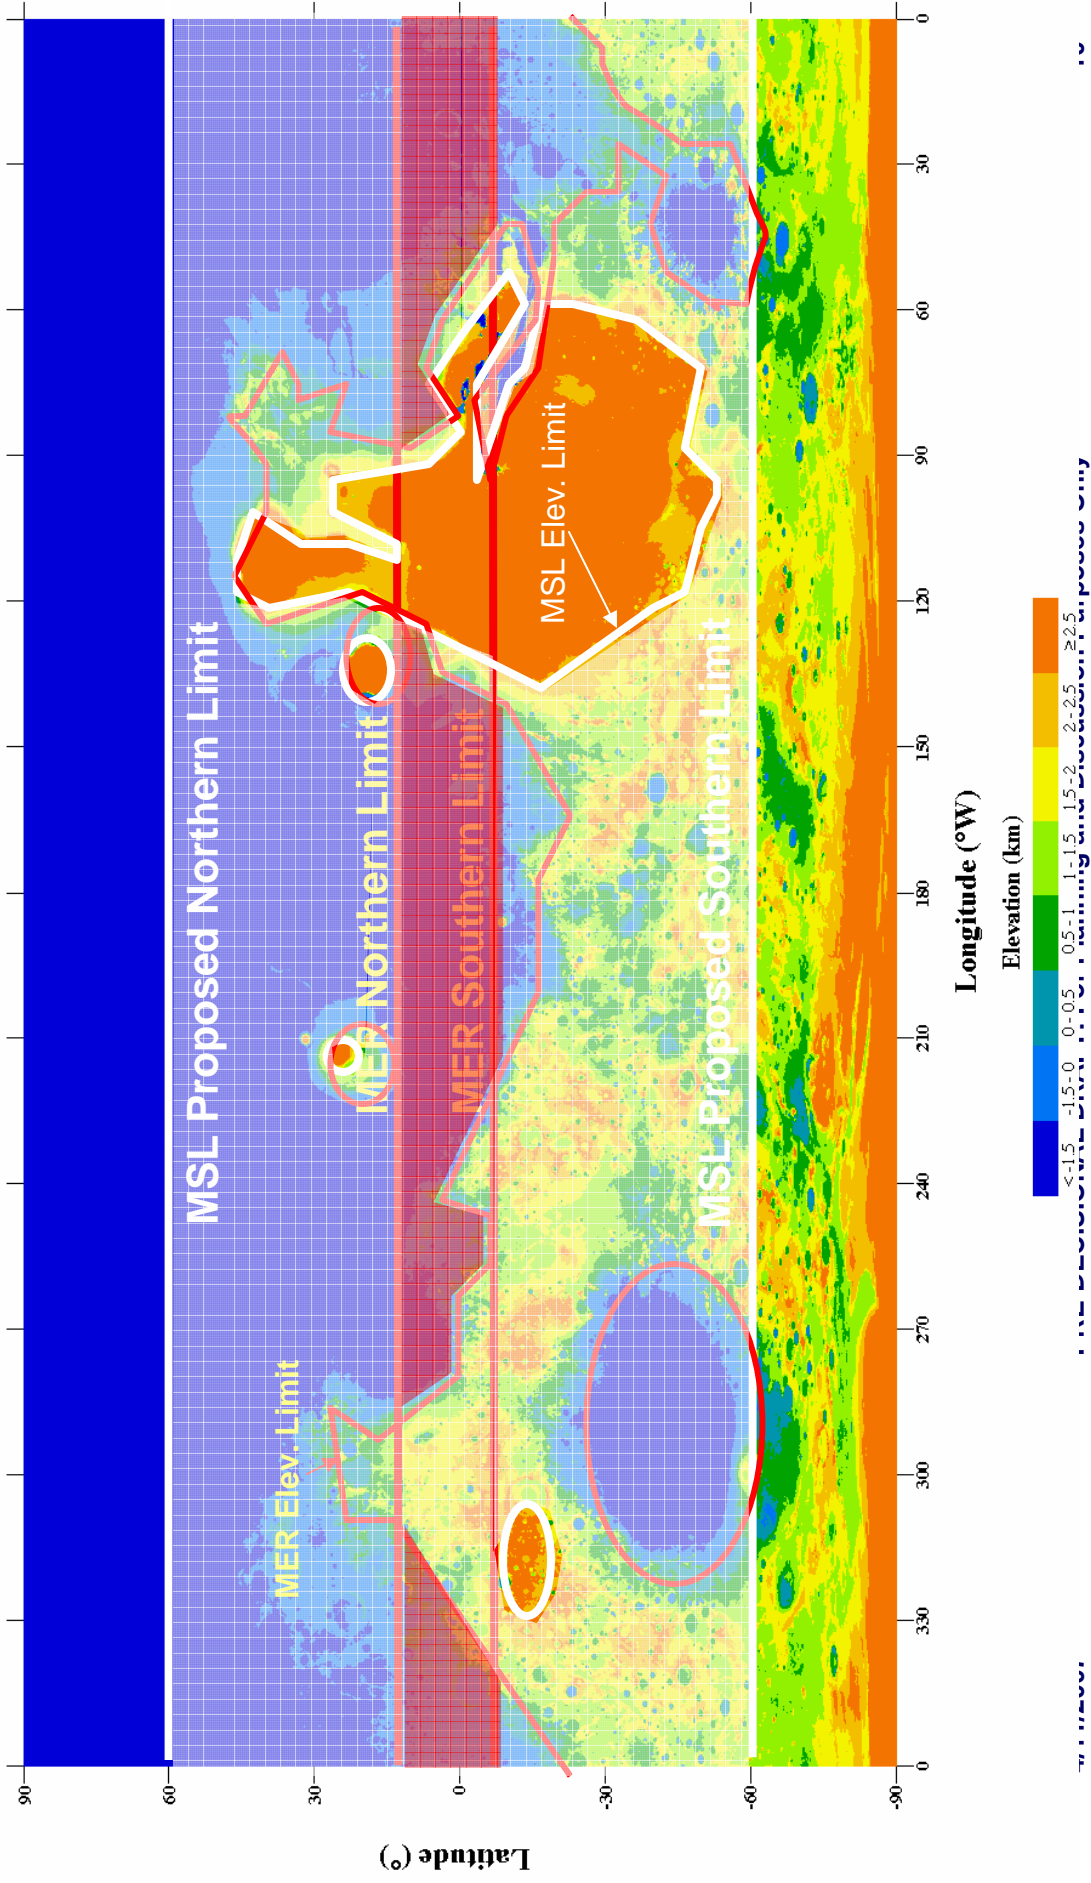 90
60
30
0
-30
-60
-90
Latitude (°)
MSL Proposed Northern Limit
MER Elev. Limit
MER Northern Limit
MER Southern Limit
MSL Elev. Limit
MSL Proposed Southern Limit
0 330 300 270 240 210 180 150 120 90 60 30 0
Longitude (°W)
Elevation (km)
< -1.5 -1.5 - 0 0 - 0.5 0.5 - 1 1 - 1.5 1.5 - 2 2 - 2.5 ≥ 2.5